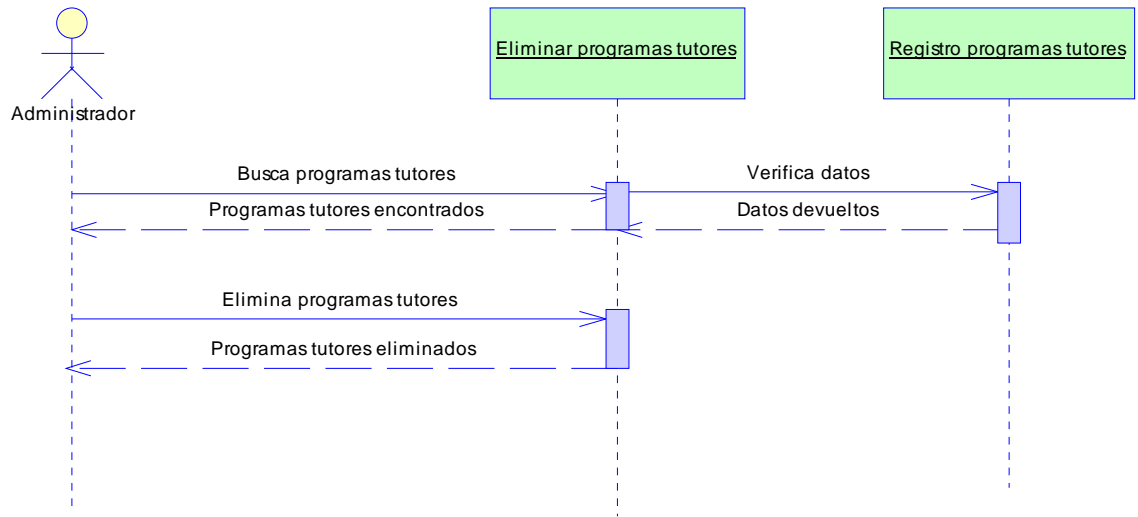 Eliminar programas tutores
Registro programas tutores
Administrador
Busca programas tutores
Verifica datos
Programas tutores encontrados
Datos devueltos
Elimina programas tutores
Programas tutores eliminados